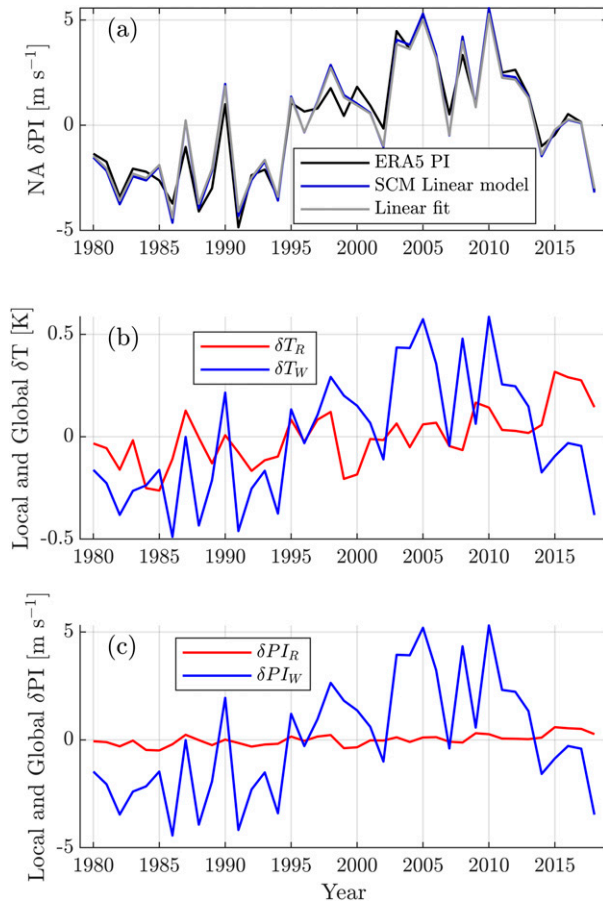 (a)
NA δPI [m s⁻¹]
5
0
-5
ERA5 PI
SCM Linear model
Linear fit
1980 1985 1990 1995 2000 2005 2010 2015
(b)
Local and Global δT [K]
0.5
0
-0.5
δT_R
δT_W
1980 1985 1990 1995 2000 2005 2010 2015
(c)
Local and Global δPI [m s⁻¹]
5
0
-5
δPI_R
δPI_W
1980 1985 1990 1995 2000 2005 2010 2015
Year